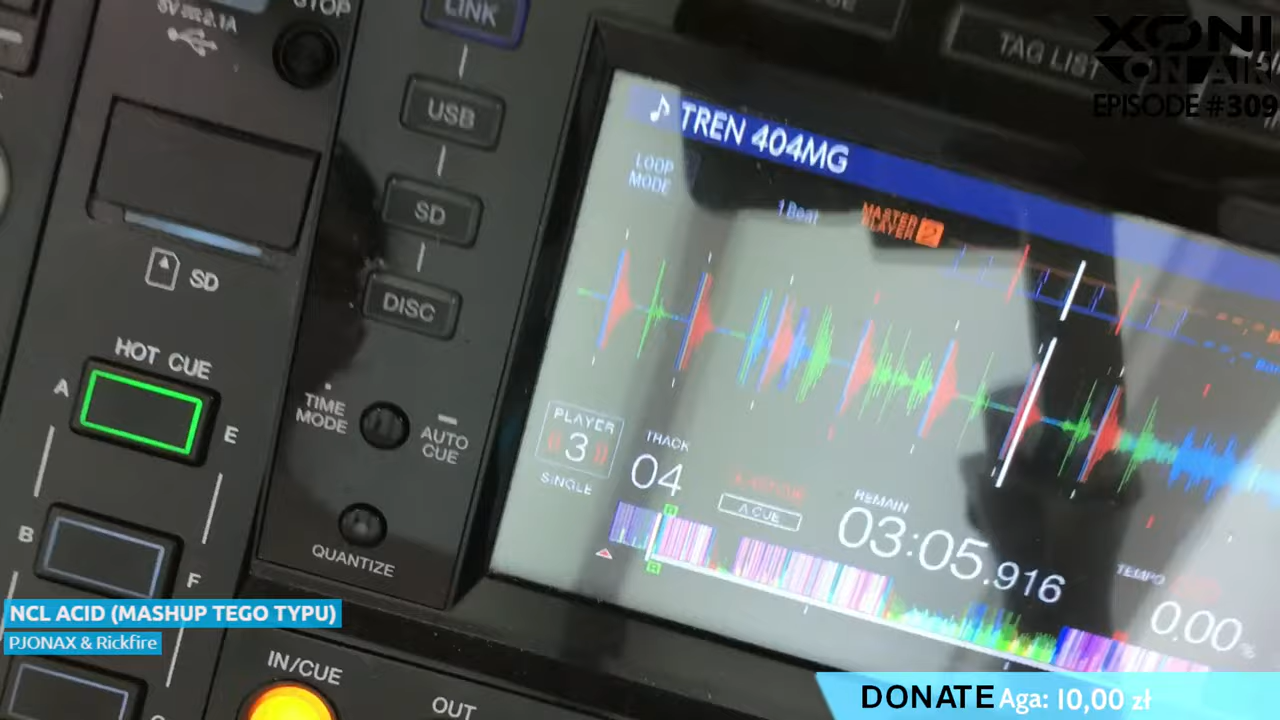 5V⎓2.1A
STOP
LINK
USB
SD
DISC
SD
HOT CUE
A
E
B
F
TIME
MODE
AUTO
CUE
QUANTIZE
IN/CUE
OUT
TAG LIST
XONI
ON AIR
EPISODE #309
TREN 404MG
LOOP
MODE
1 Beat
MASTER
PLAYER 2
PLAYER
3
SINGLE
TRACK
04
A.CUE
REMAIN
03:05.916
TEMPO
0.00%
NCL ACID (MASHUP TEGO TYPU)
PJONAX & Rickfire
DONATE Aga: 10,00 zł